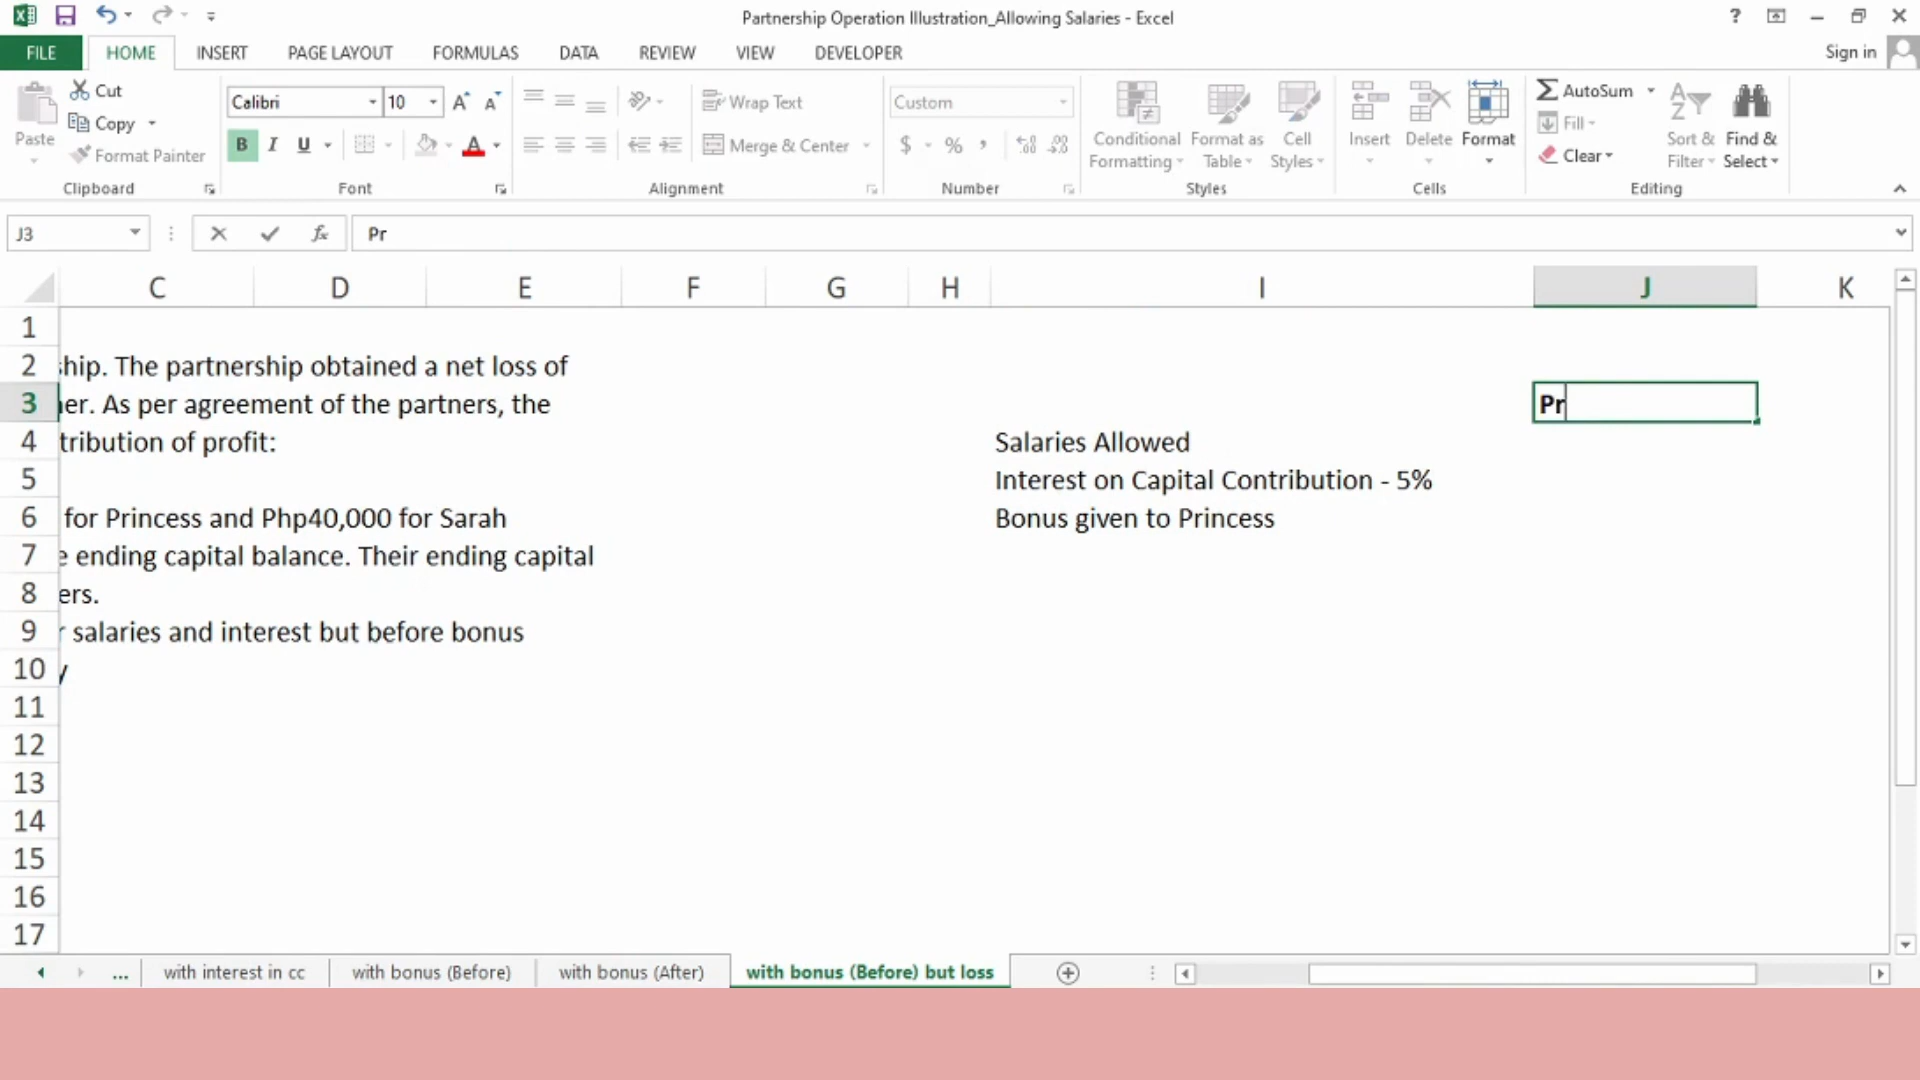 Partnership Operation Illustration_Allowing Salaries - Excel
FILE HOME INSERT PAGE LAYOUT FORMULAS DATA REVIEW VIEW DEVELOPER Sign in
Paste
Cut
Copy
Format Painter
Clipboard
Calibri 10
B I U
Font
Wrap Text
Merge & Center
Alignment
Custom
$ % ,
Number
Conditional Formatting
Format as Table
Cell Styles
Styles
Insert Delete Format
Cells
AutoSum
Fill
Clear
Sort & Filter
Find & Select
Editing
J3 fx Pr
C D E F G H I J K
1
2 ship. The partnership obtained a net loss of
3 er. As per agreement of the partners, the Pr
4 tribution of profit: Salaries Allowed
5 Interest on Capital Contribution - 5%
6 for Princess and Php40,000 for Sarah Bonus given to Princess
7 e ending capital balance. Their ending capital
8 ers.
9 r salaries and interest but before bonus
10 y
11
12
13
14
15
16
17
... with interest in cc with bonus (Before) with bonus (After) with bonus (Before) but loss